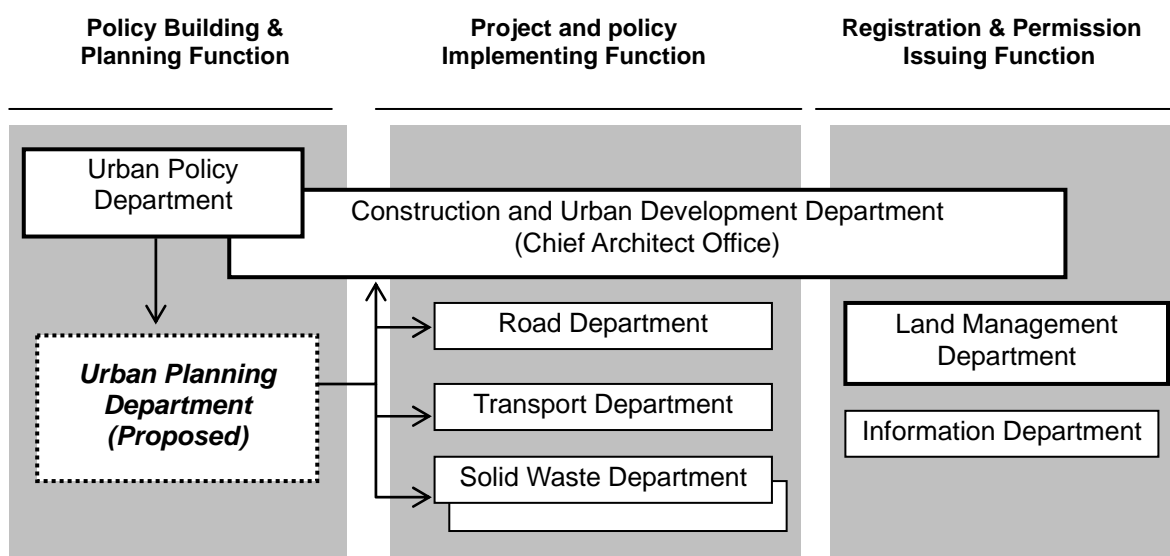 Policy Building &
Planning Function
Project and policy
Implementing Function
Registration & Permission
Issuing Function
Urban Policy
Department
Construction and Urban Development Department
(Chief Architect Office)
Road Department
Land Management
Department
Urban Planning
Department
(Proposed)
Transport Department
Information Department
Solid Waste Department